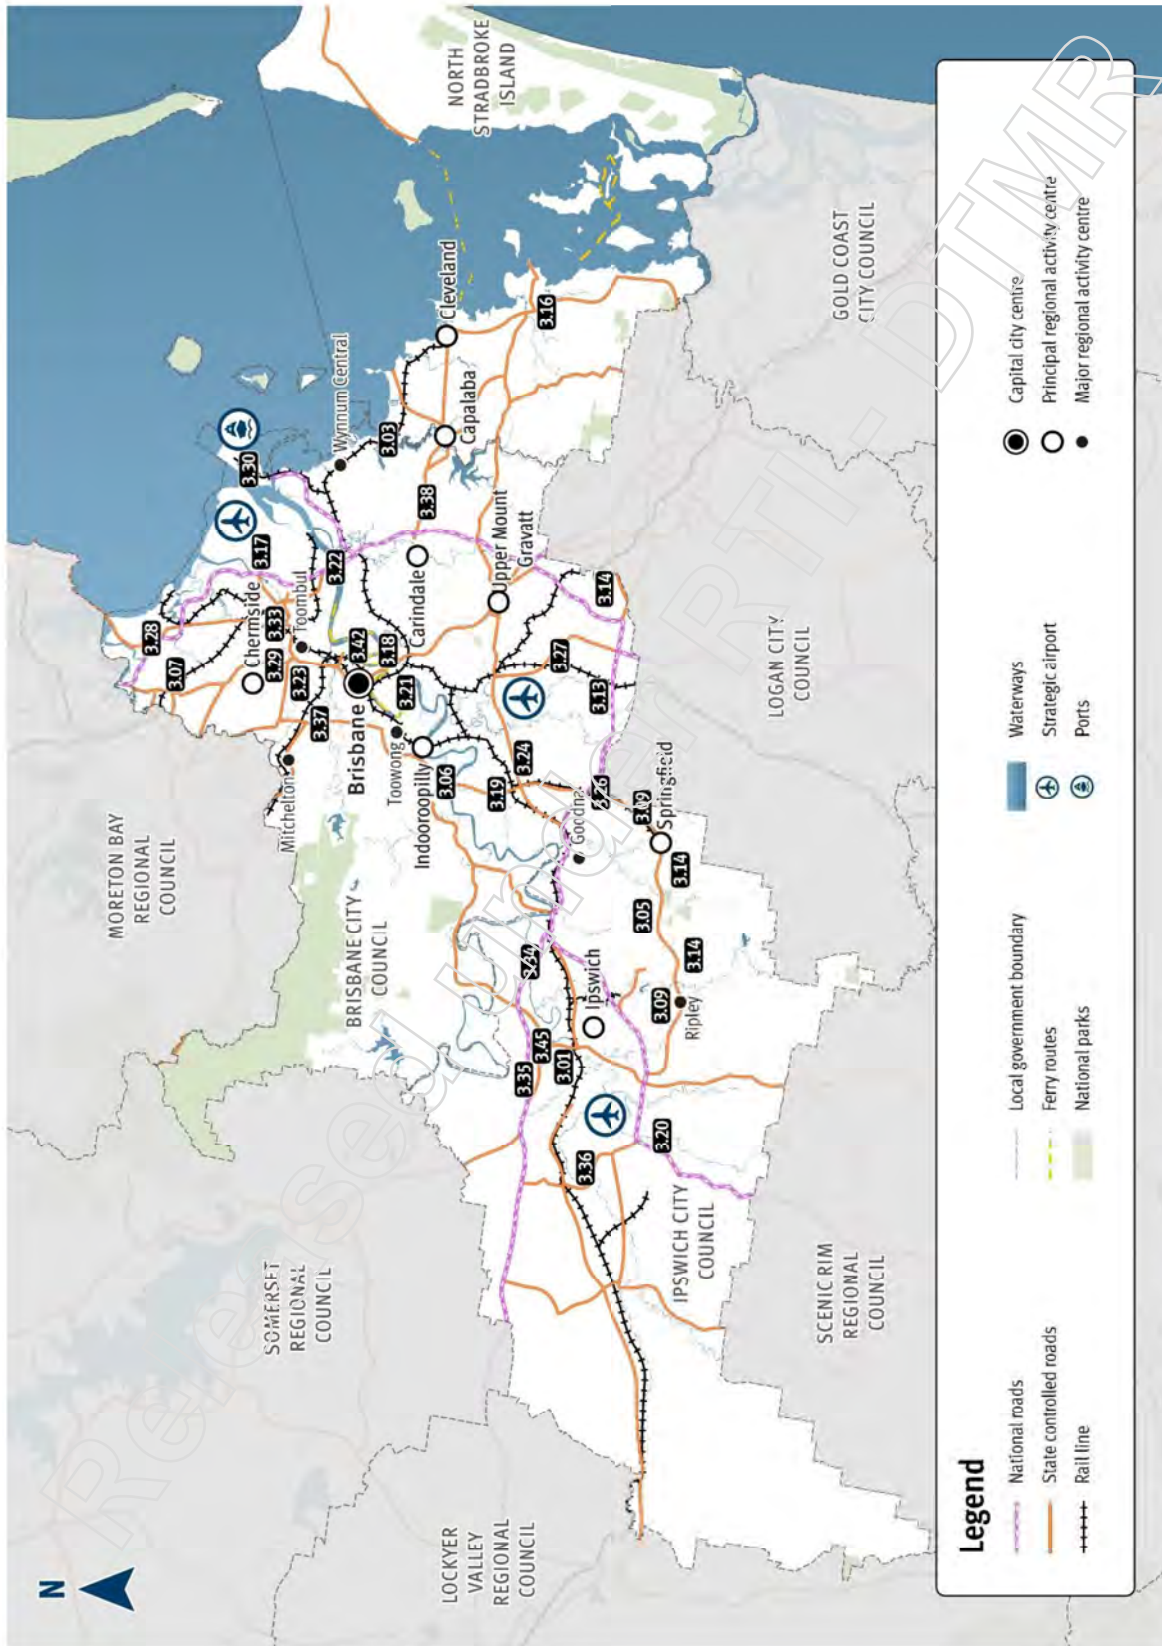 N
MORETON BAY
REGIONAL
COUNCIL
SOMERSET
REGIONAL
COUNCIL
LOCKYER
VALLEY
REGIONAL
COUNCIL
BRISBANE CITY
COUNCIL
IPSWICH CITY
COUNCIL
SCENIC RIM
REGIONAL
COUNCIL
LOGAN CITY
COUNCIL
GOLD COAST
CITY COUNCIL
NORTH
STRADBROKE
ISLAND
3.28
3.07
Chermside
3.17
3.30
3.33
3.29
Toombul
3.23
3.37
Mitchelton
3.22
Wynnum Central
3.42
3.18
Brisbane
3.21
Toowong
3.03
Indooroopilly
3.06
Carindale
3.38
Capalaba
Cleveland
3.19
3.24
Upper Mount
Gravatt
3.16
3.34
3.35
3.45
3.01
Ipswich
Goodna
3.26
3.13
3.27
3.14
3.36
3.20
3.09
Ripley
3.14
3.05
3.14
3.09
Springfield
Legend
National roads
State controlled roads
Rail line
Local government boundary
Ferry routes
National parks
Waterways
Strategic airport
Ports
Capital city centre
Principal regional activity centre
Major regional activity centre
Released under RTI - DTMR